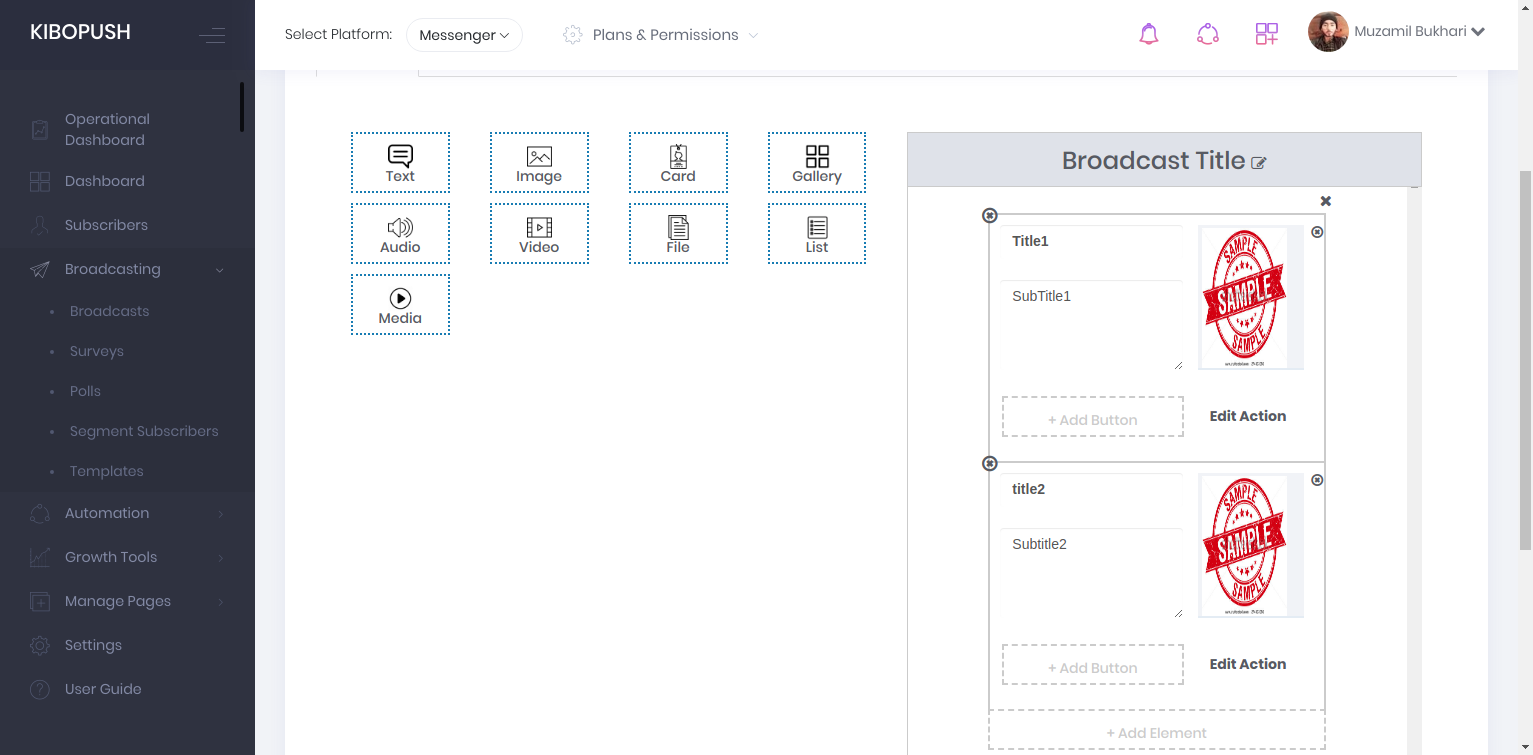 KIBOPUSH
Select Platform:
Messenger
Plans & Permissions
Muzamil Bukhari
Operational
Dashboard
Dashboard
Subscribers
Broadcasting
Broadcasts
Surveys
Polls
Segment Subscribers
Templates
Automation
Growth Tools
Manage Pages
Settings
User Guide
Text
Image
Card
Gallery
Audio
Video
File
List
Media
Broadcast Title
Title1
SubTitle1
SAMPLE
SAMPLE
SAMPLE
+ Add Button
Edit Action
title2
Subtitle2
SAMPLE
SAMPLE
SAMPLE
+ Add Button
Edit Action
+ Add Element